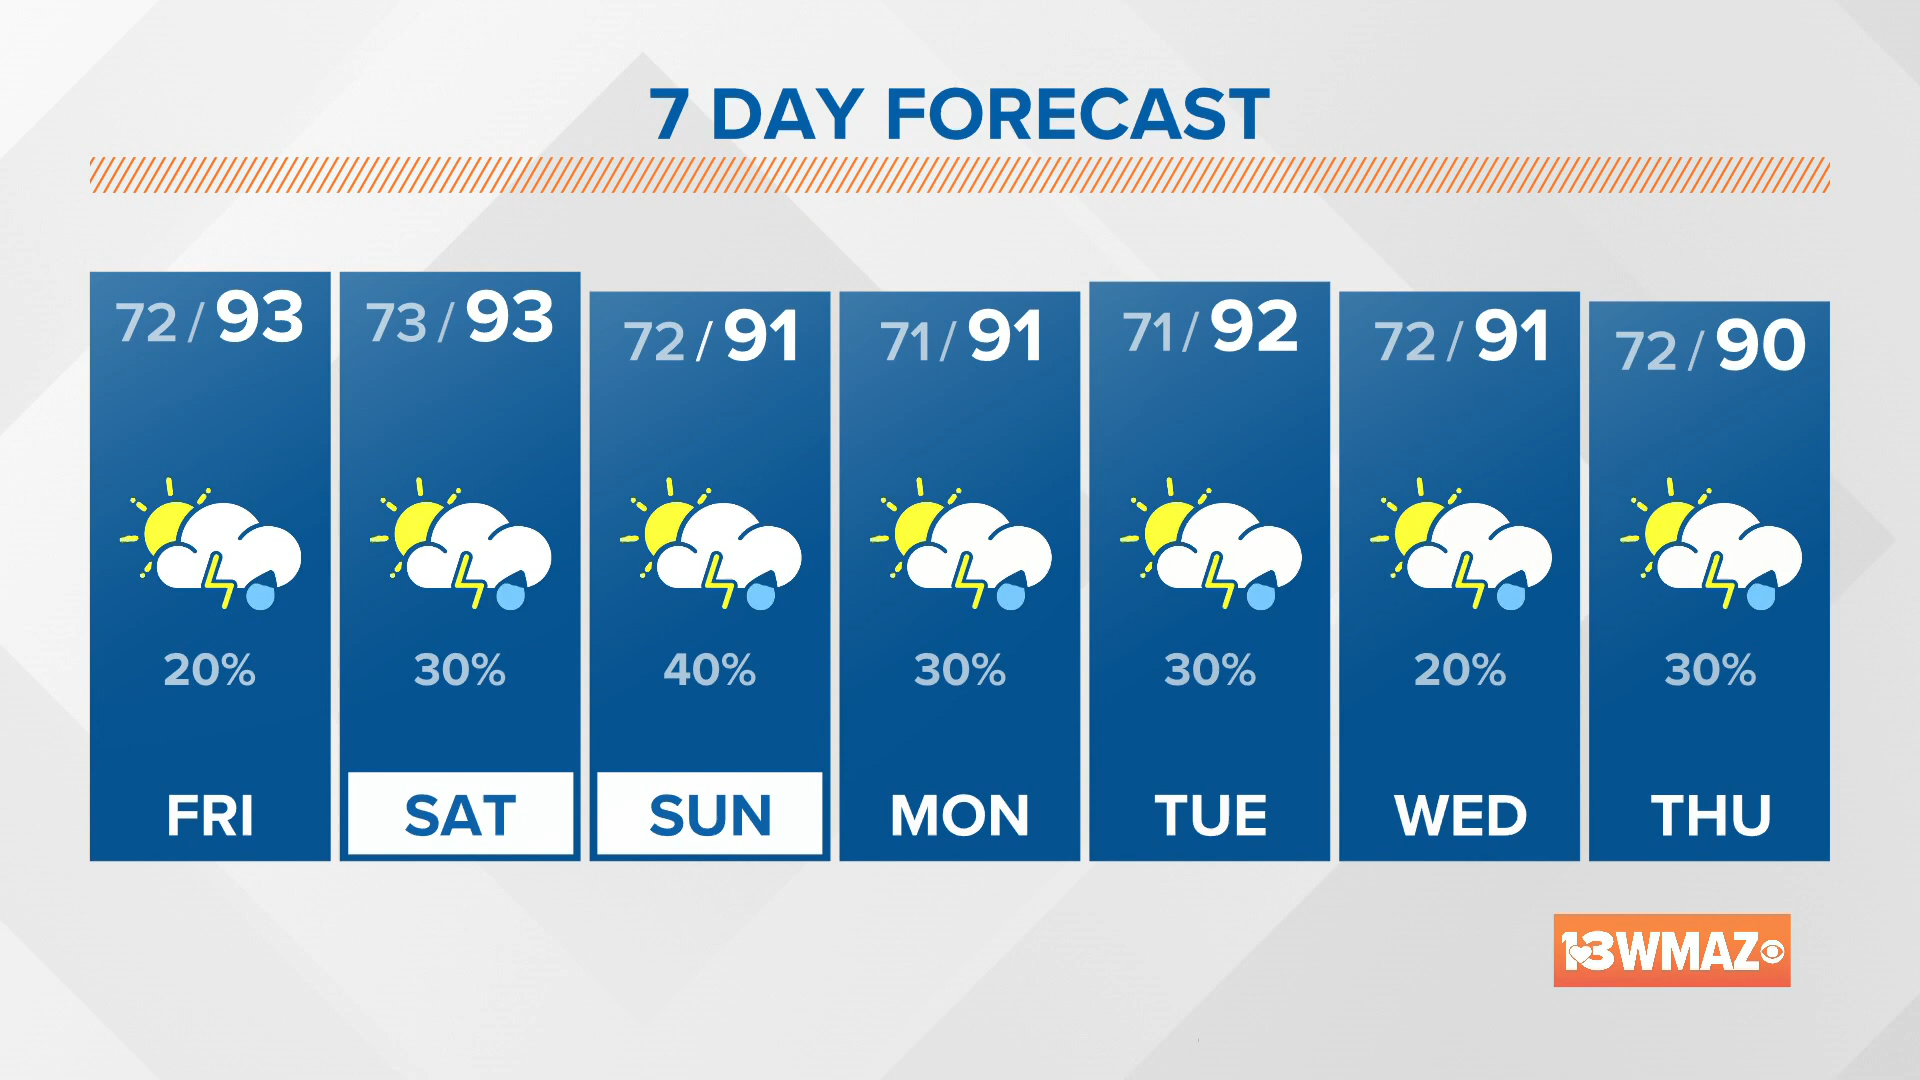 7 DAY FORECAST
72 / 93
73 / 93
72 / 91
71 / 91
71 / 92
72 / 91
72 / 90
20%
30%
40%
30%
30%
20%
30%
FRI
SAT
SUN
MON
TUE
WED
THU
13WMAZ